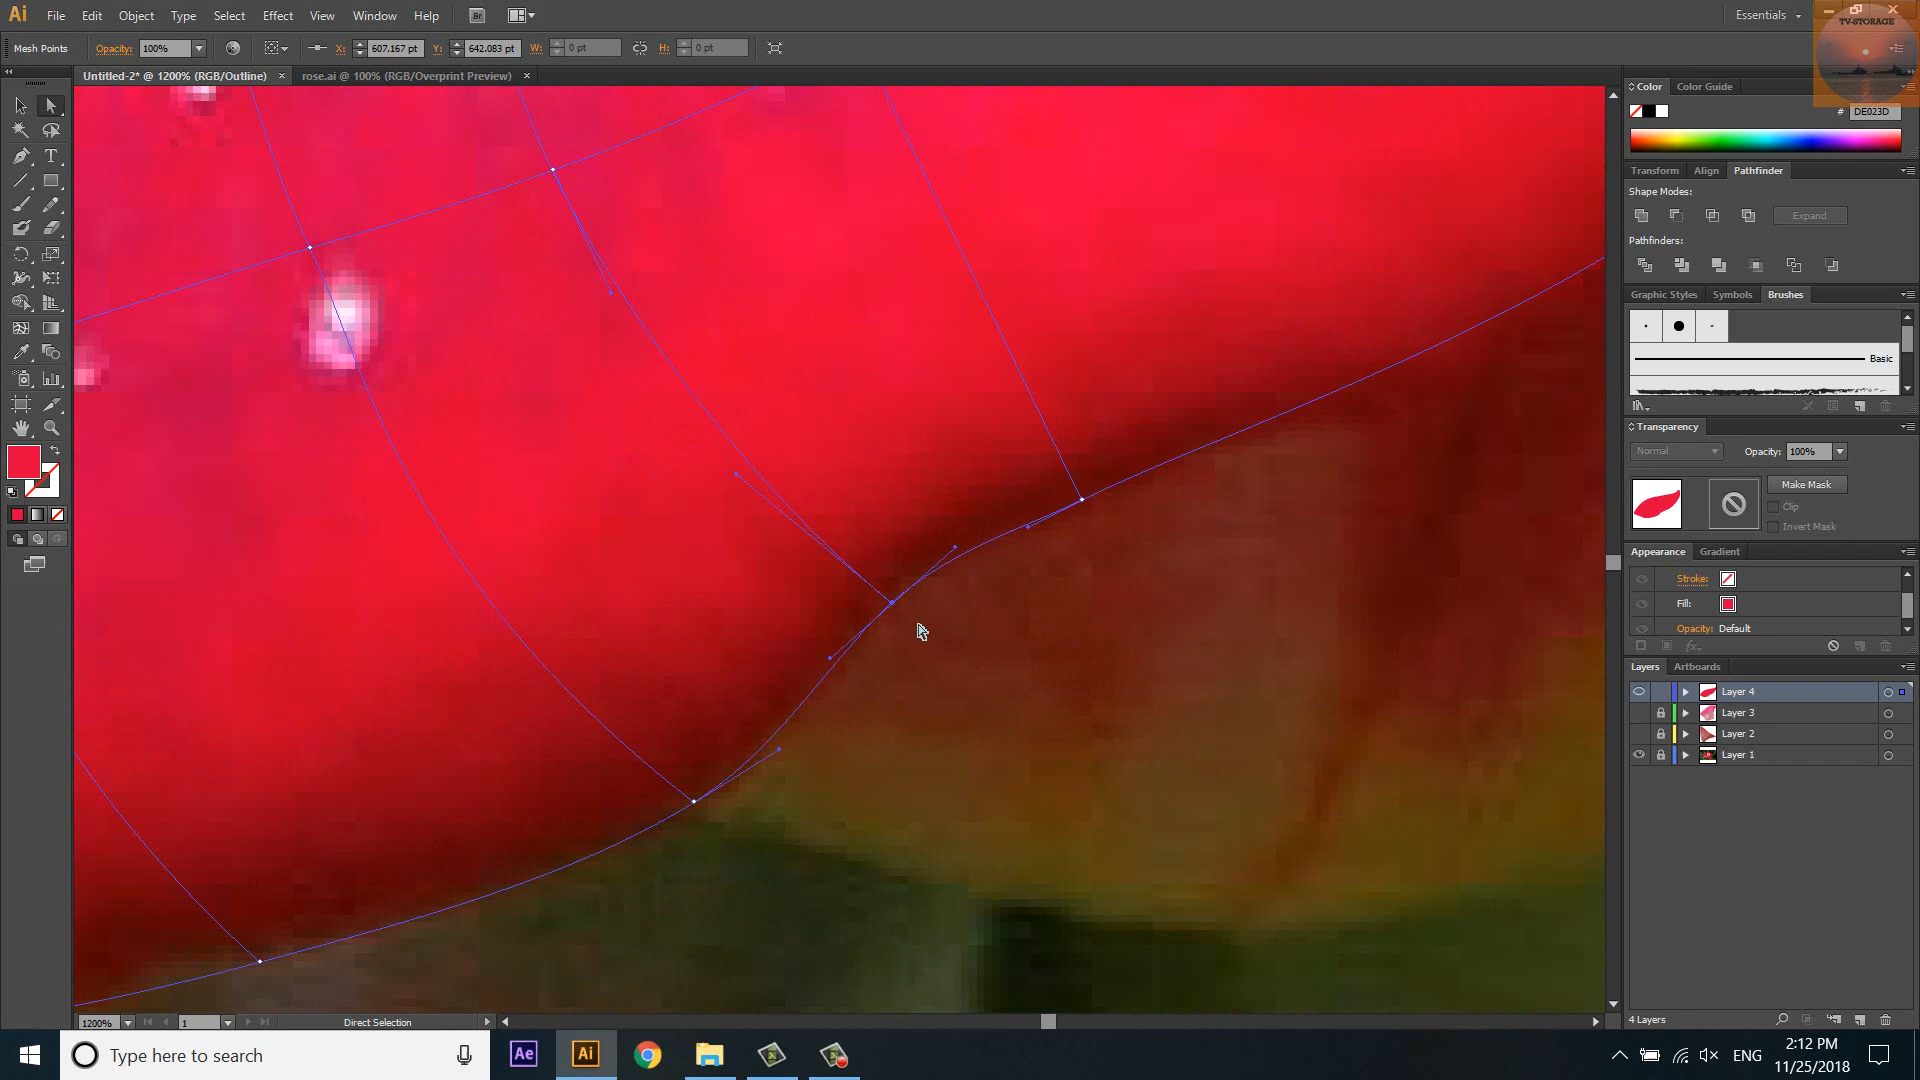 Ai File Edit Object Type Select Effect View Window Help Br Essentials
TV-STORAGE
Mesh Points Opacity: 100% X: 607.167 pt Y: 642.083 pt W: 0 pt H: 0 pt
Untitled-2* @ 1200% (RGB/Outline) rose.ai @ 100% (RGB/Overprint Preview)
Color Color Guide
# DE023D
Transform Align Pathfinder
Shape Modes:
Expand
Pathfinders:
Graphic Styles Symbols Brushes
Basic
Transparency
Normal Opacity: 100%
Make Mask
Clip
Invert Mask
Appearance Gradient
Stroke:
Fill:
Opacity: Default
fx
Layers Artboards
Layer 4
Layer 3
Layer 2
Layer 1
4 Layers
1200% 1 Direct Selection
Type here to search
Ae Ai
ENG
2:12 PM
11/25/2018